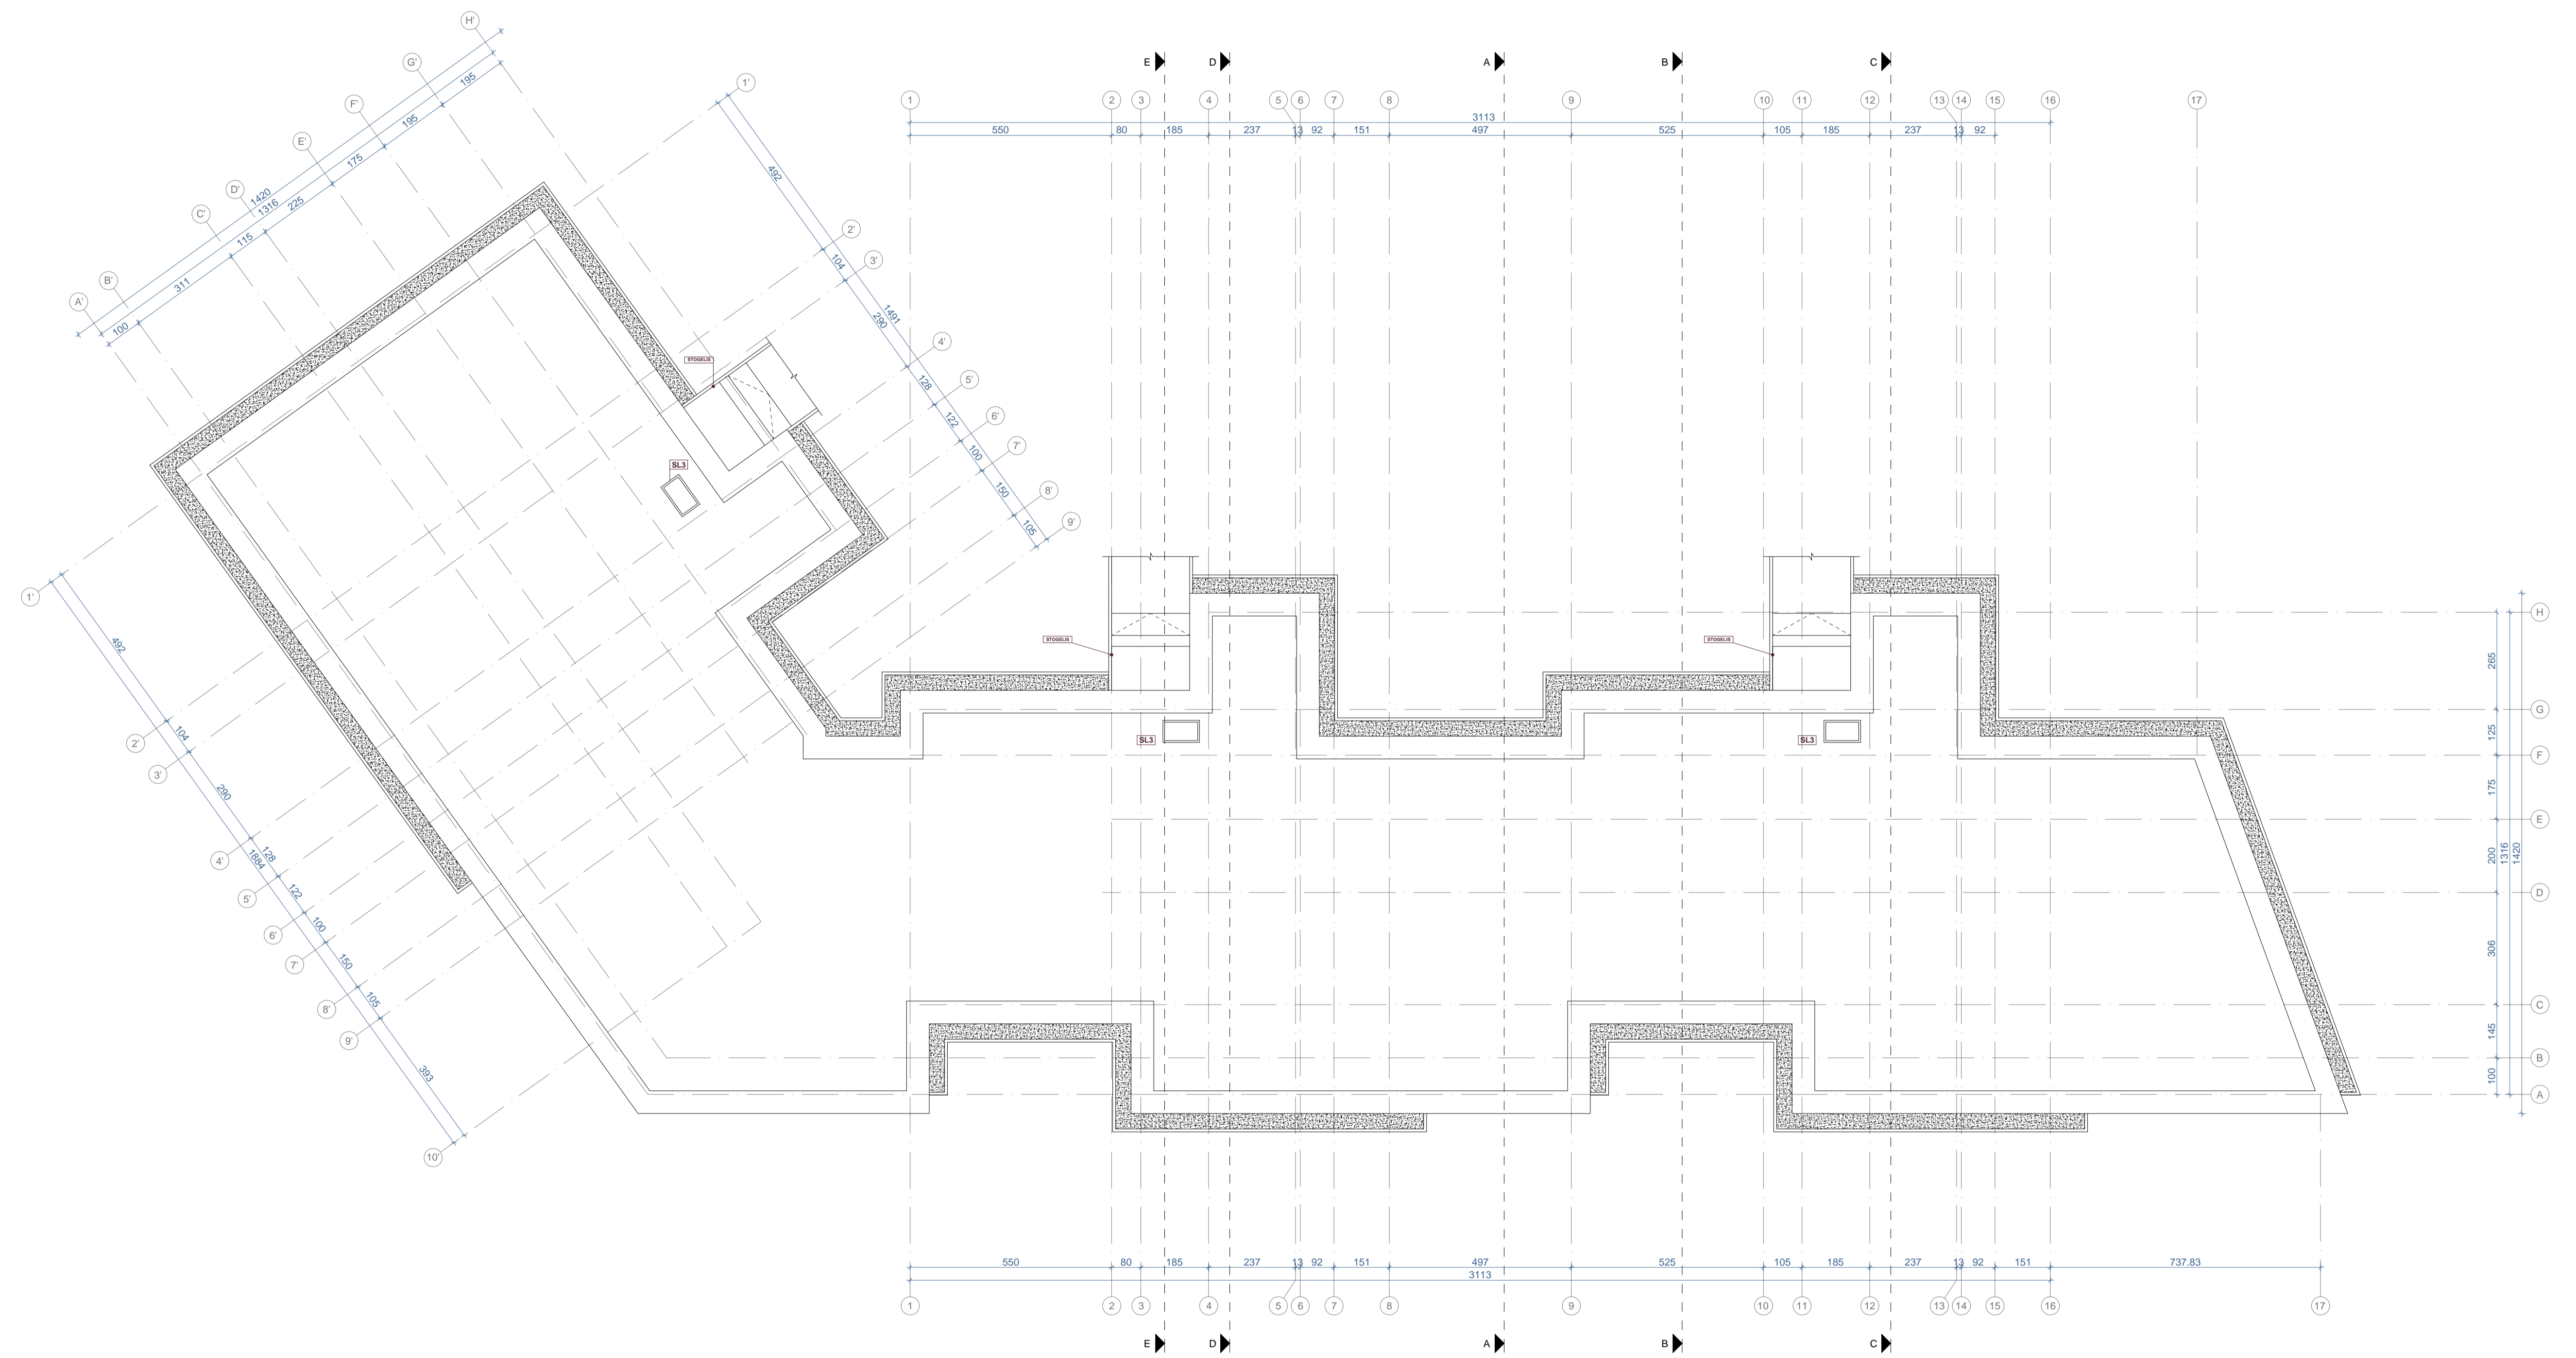 H'
G'
F'
E'
D'
C'
B'
A'
195
195
175
225
115
311
100
1316
1420
1'
2'
3'
4'
5'
6'
7'
8'
9'
492
104
290
128
122
100
150
105
1491
E D A B C
1 2 3 4 5 6 7 8 9 10 11 12 13 14 15 16 17
3113
550 80 185 237 13 92 151 497 525 105 185 237 13 92
STOGELIS
SL3
STOGELIS
SL3
STOGELIS
SL3
H
G
F
E
D
C
B
A
265
125
175
200
306
145
100
1316
1420
1'
2'
3'
4'
5'
6'
7'
8'
9'
10'
492
104
290
128
122
100
150
105
393
1884
550 80 185 237 13 92 151 497 525 105 185 237 13 92 151 737.83
3113
1 2 3 4 5 6 7 8 9 10 11 12 13 14 15 16 17
E D A B C